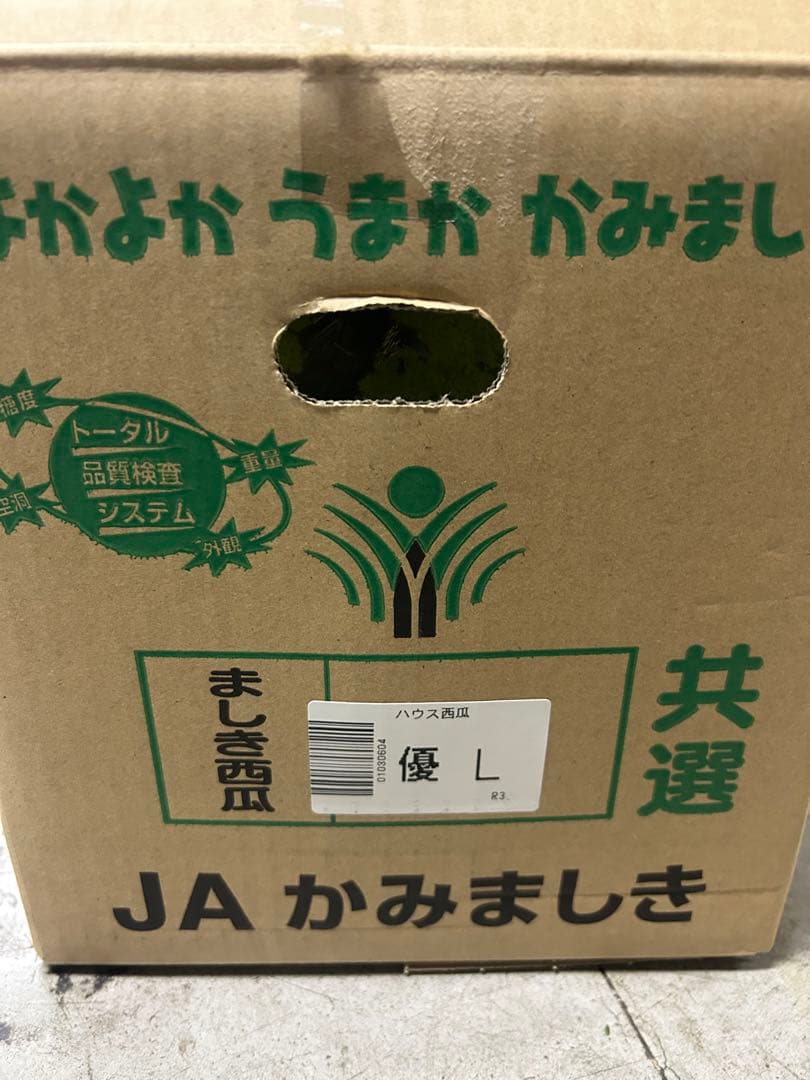 かよか うまか かみまし
糖度
トータル
品質検査
システム
重量
空洞
外観
共選
ましき西瓜
ハウス西瓜
01030604
優 L
R3
JA かみましき